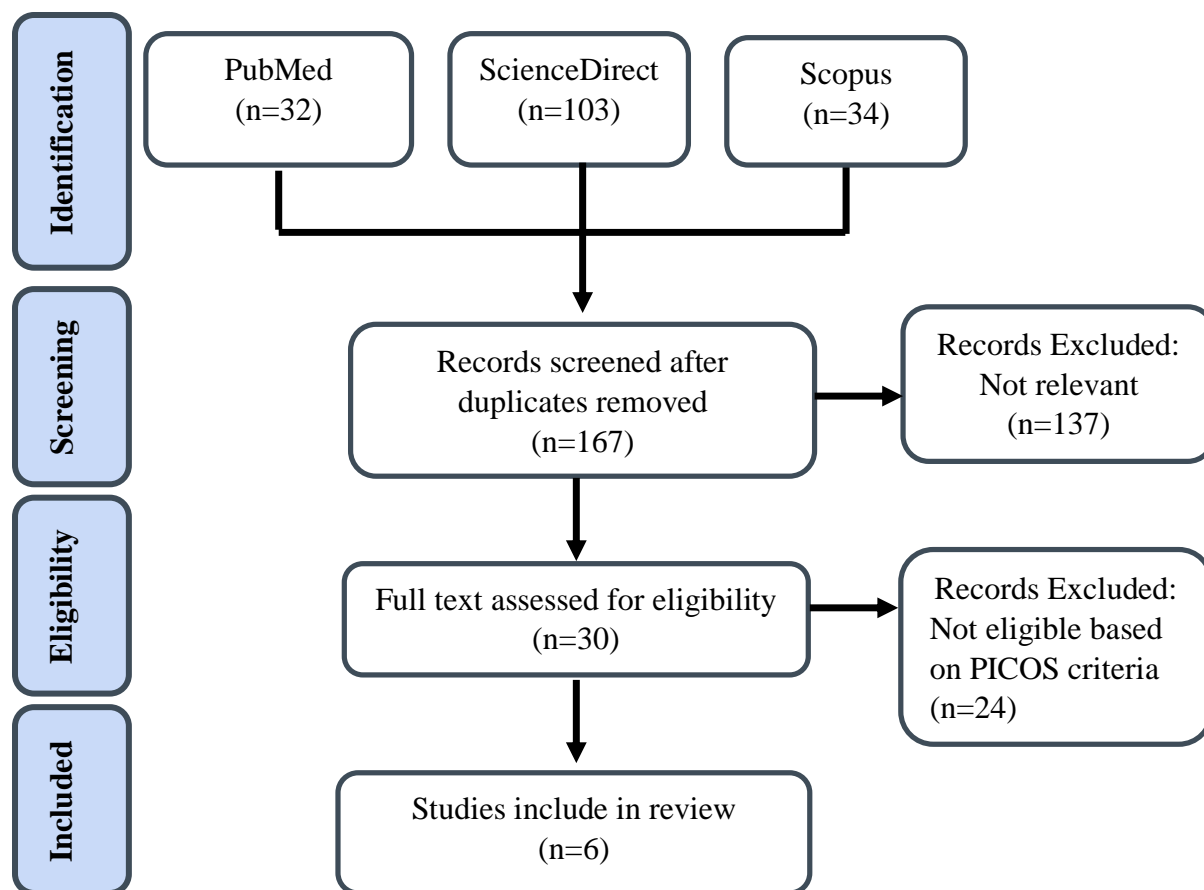 Identification
PubMed
(n=32)
ScienceDirect
(n=103)
Scopus
(n=34)
Screening
Records screened after
duplicates removed
(n=167)
Records Excluded:
Not relevant
(n=137)
Eligibility
Full text assessed for eligibility
(n=30)
Records Excluded:
Not eligible based
on PICOS criteria
(n=24)
Included
Studies include in review
(n=6)